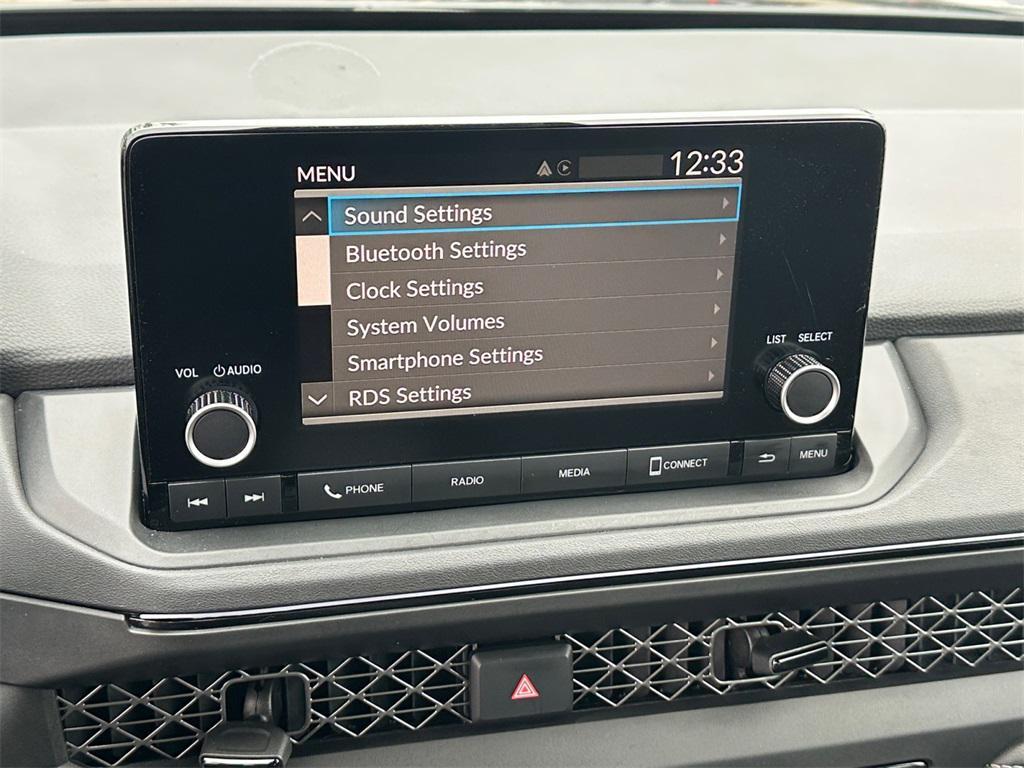 MENU 12:33
Sound Settings
Bluetooth Settings
Clock Settings
System Volumes
Smartphone Settings
RDS Settings
VOL AUDIO
LIST SELECT
PHONE RADIO MEDIA CONNECT MENU